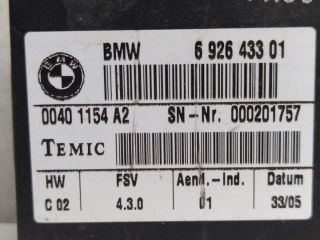 BMW 6 926 433 01
BMW
0040 1154 A2 SN-Nr. 000201757
TEMIC
HW FSV Aend.-Ind. Datum
C 02 4.3.0 01 33/05